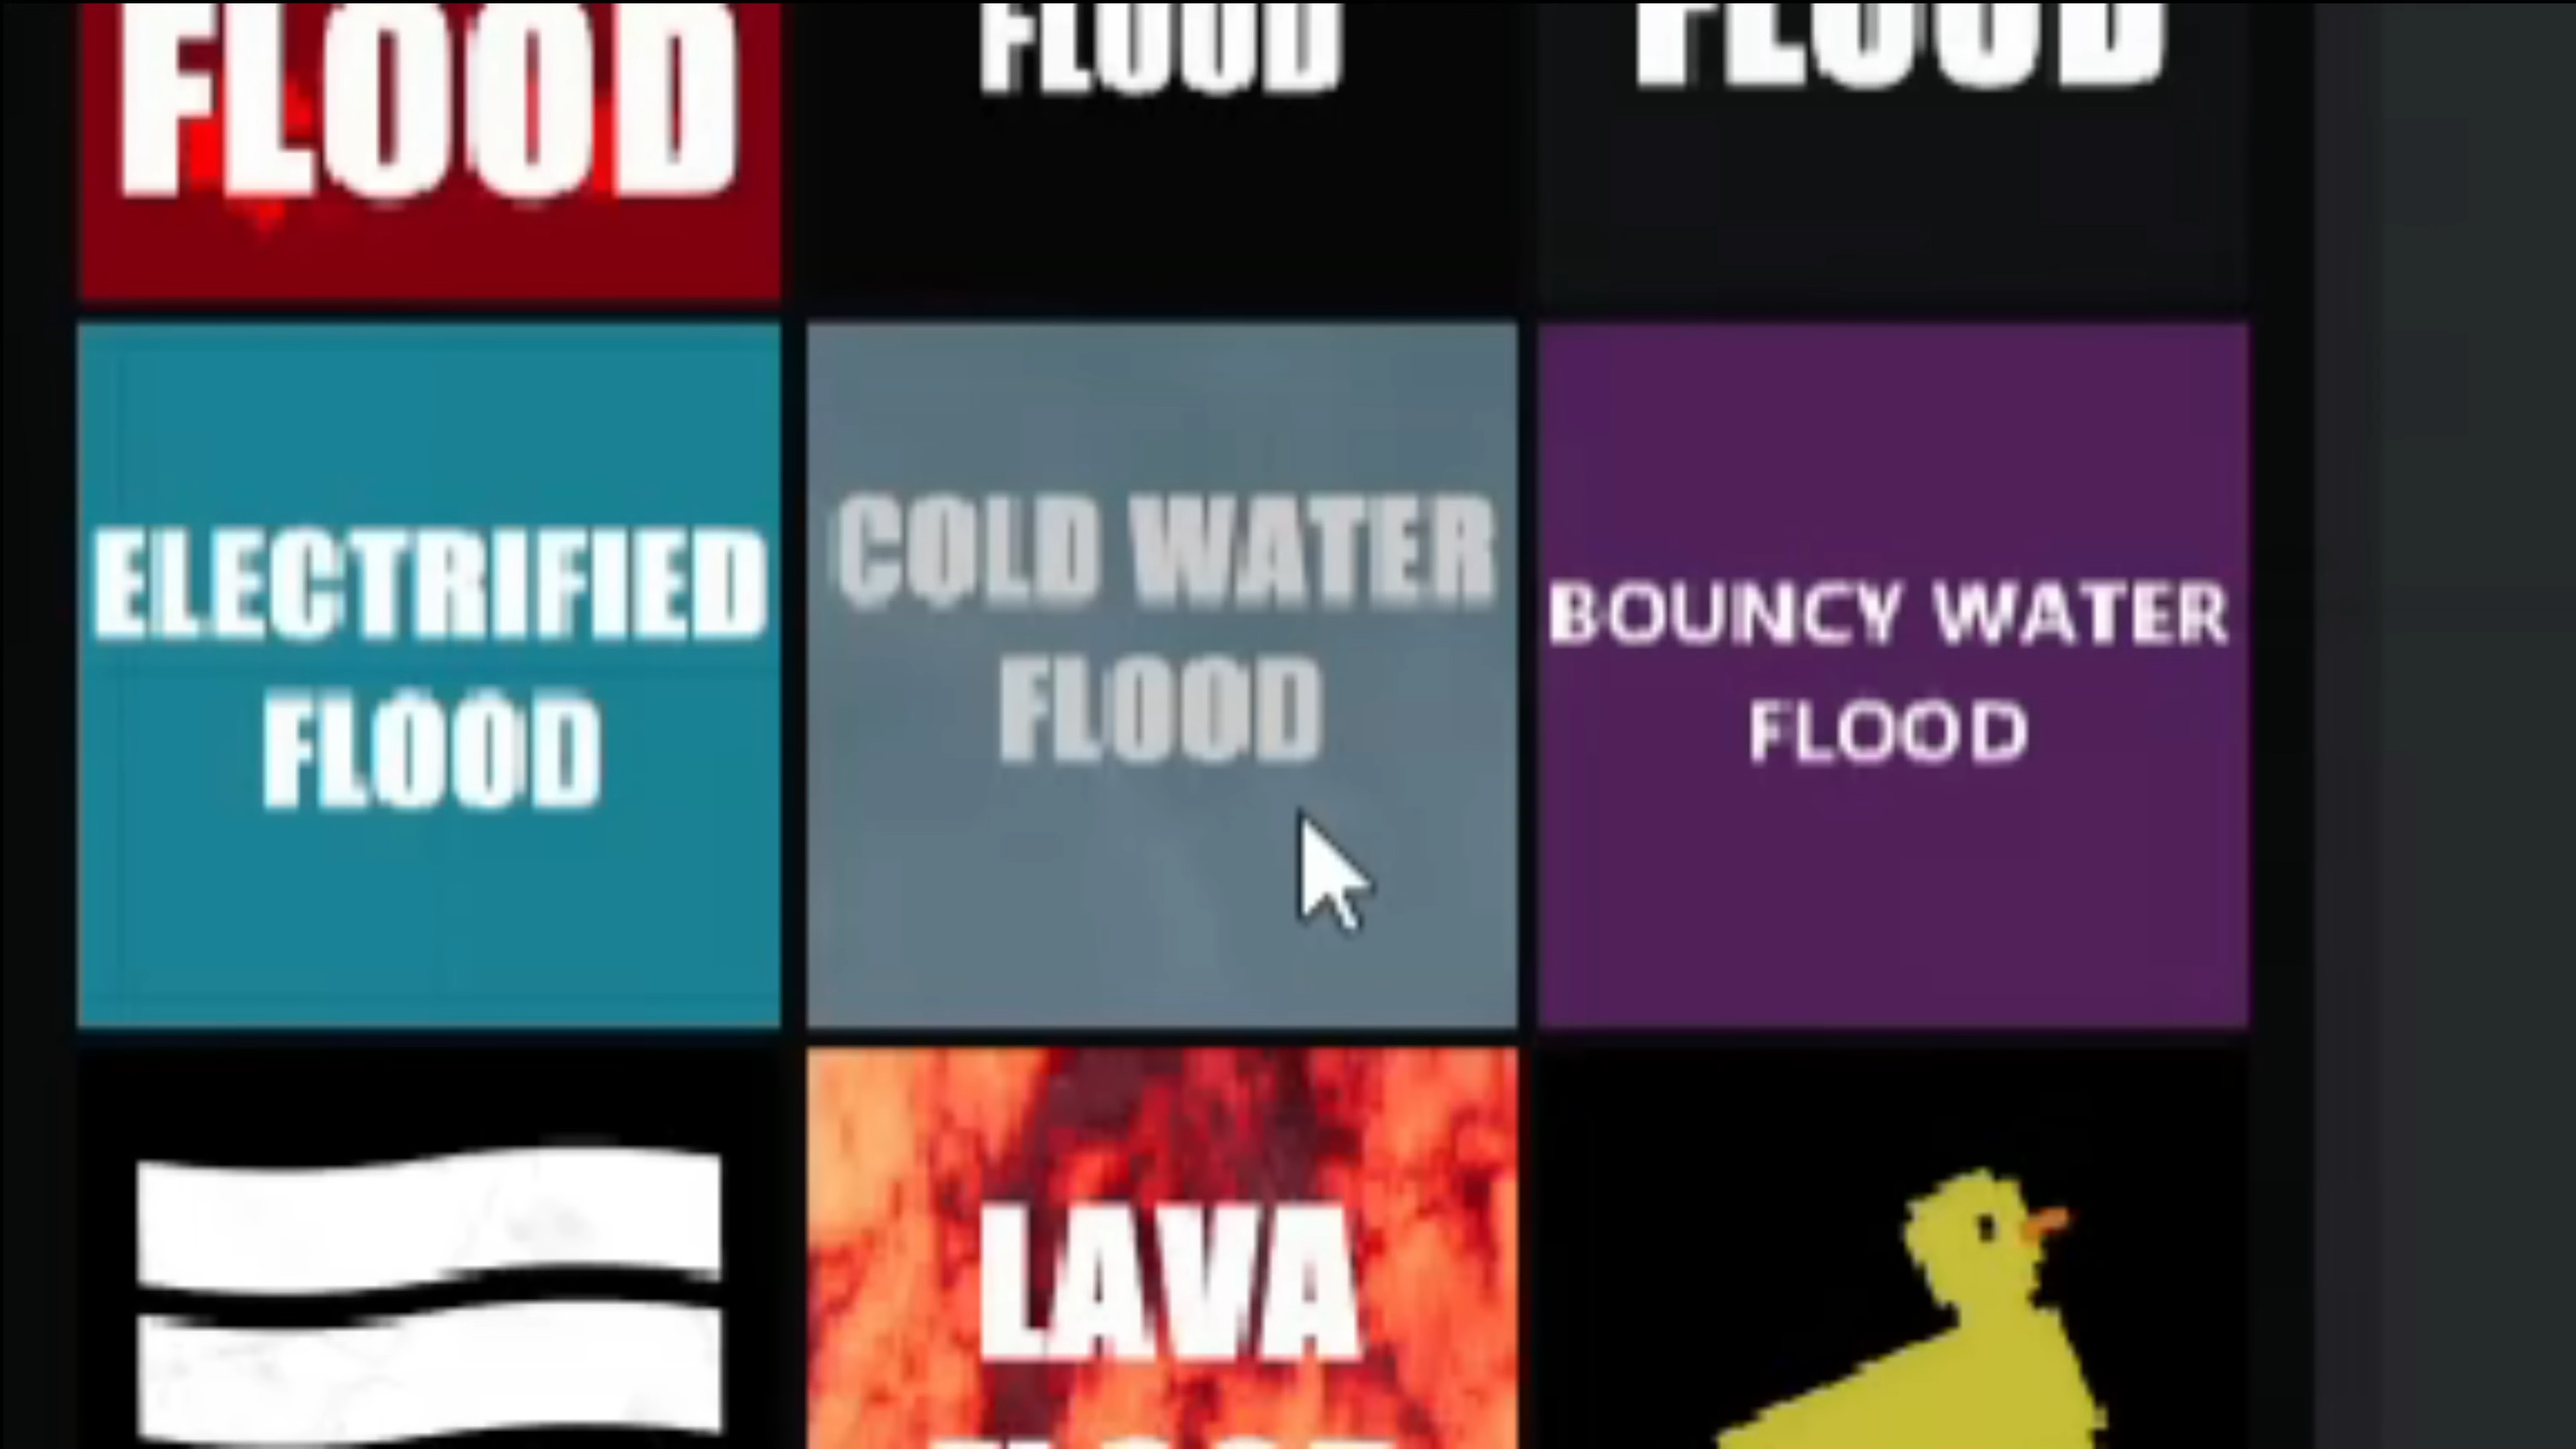 FLOOD
FLOOD
FLOOD
ELECTRIFIED
FLOOD
COLD WATER
FLOOD
BOUNCY WATER
FLOOD
LAVA